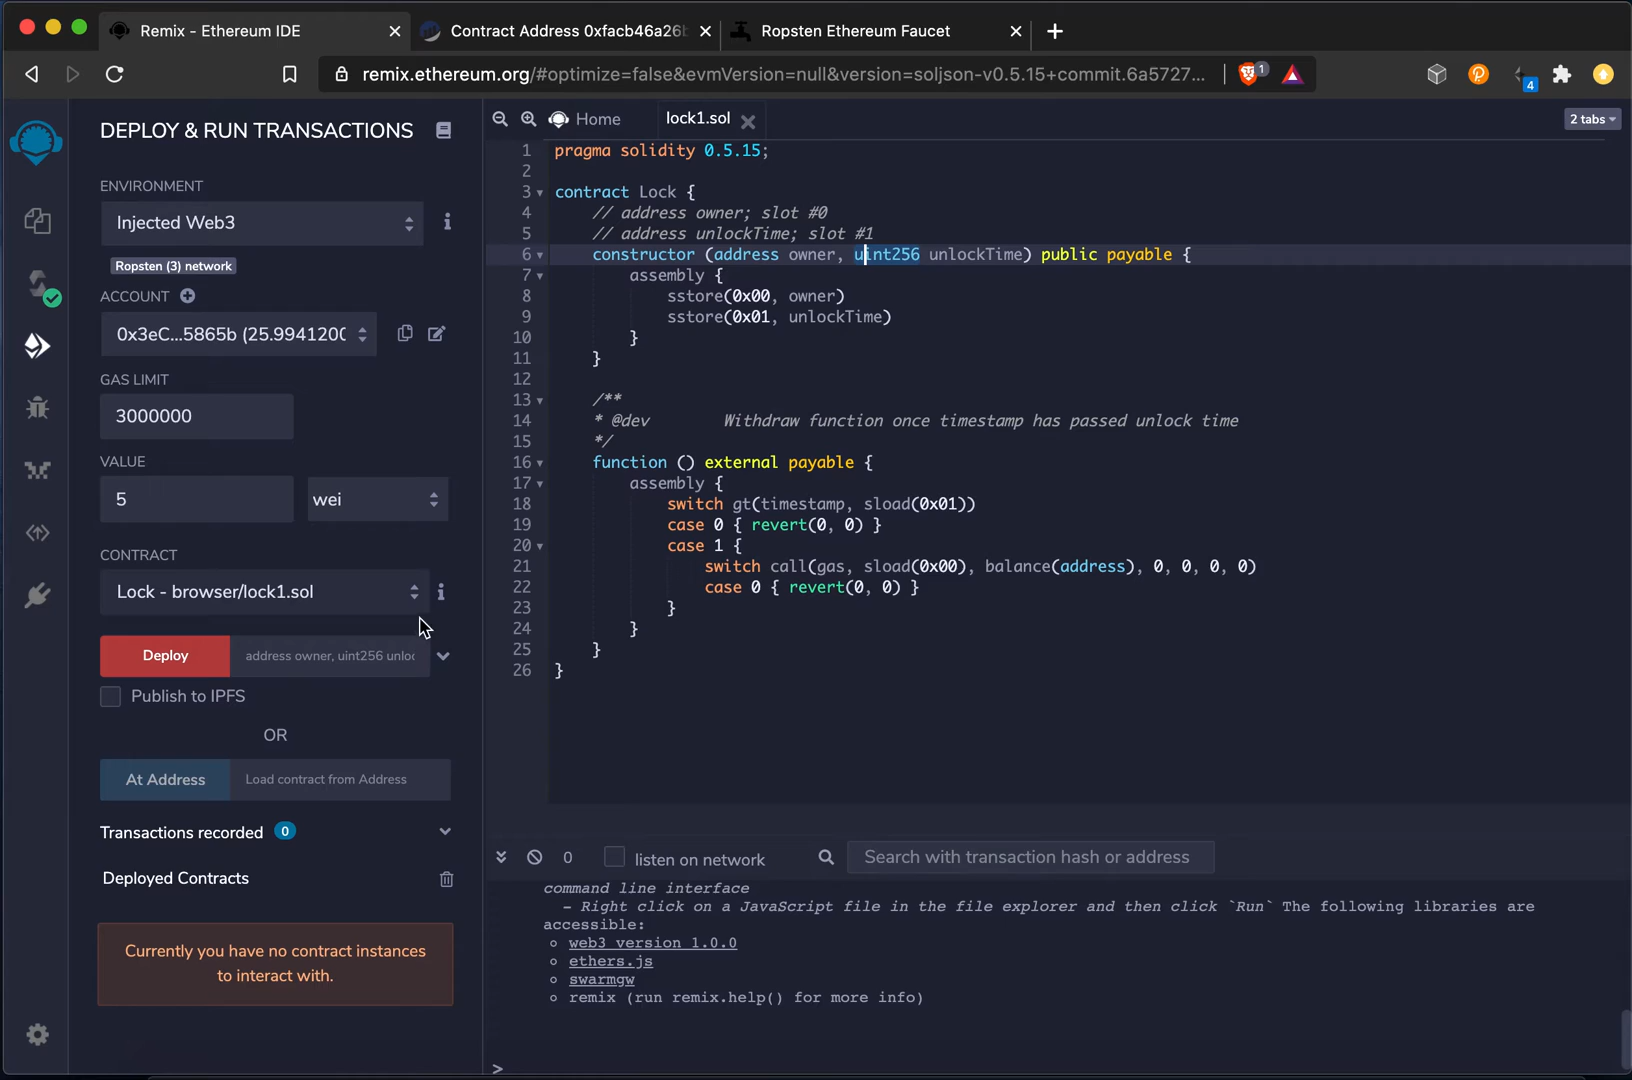 Remix - Ethereum IDE
Contract Address 0xfacb46a26b
Ropsten Ethereum Faucet
remix.ethereum.org/#optimize=false&evmVersion=null&version=soljson-v0.5.15+commit.6a5727...
1
4
DEPLOY & RUN TRANSACTIONS
ENVIRONMENT
Injected Web3
Ropsten (3) network
ACCOUNT
0x3eC...5865b (25.9941200
GAS LIMIT
3000000
VALUE
5
wei
CONTRACT
Lock - browser/lock1.sol
Deploy
address owner, uint256 unloc
Publish to IPFS
OR
At Address
Load contract from Address
Transactions recorded 0
Deployed Contracts
Currently you have no contract instances
to interact with.
Home
lock1.sol
2 tabs
1 pragma solidity 0.5.15;
2
3 contract Lock {
4 // address owner; slot #0
5 // address unlockTime; slot #1
6 constructor (address owner, uint256 unlockTime) public payable {
7 assembly {
8 sstore(0x00, owner)
9 sstore(0x01, unlockTime)
10 }
11 }
12
13 /**
14 * @dev Withdraw function once timestamp has passed unlock time
15 */
16 function () external payable {
17 assembly {
18 switch gt(timestamp, sload(0x01))
19 case 0 { revert(0, 0) }
20 case 1 {
21 switch call(gas, sload(0x00), balance(address), 0, 0, 0, 0)
22 case 0 { revert(0, 0) }
23 }
24 }
25 }
26 }
0
listen on network
Search with transaction hash or address
command line interface
- Right click on a JavaScript file in the file explorer and then click `Run` The following libraries are
accessible:
web3 version 1.0.0
ethers.js
swarmgw
remix (run remix.help() for more info)
>